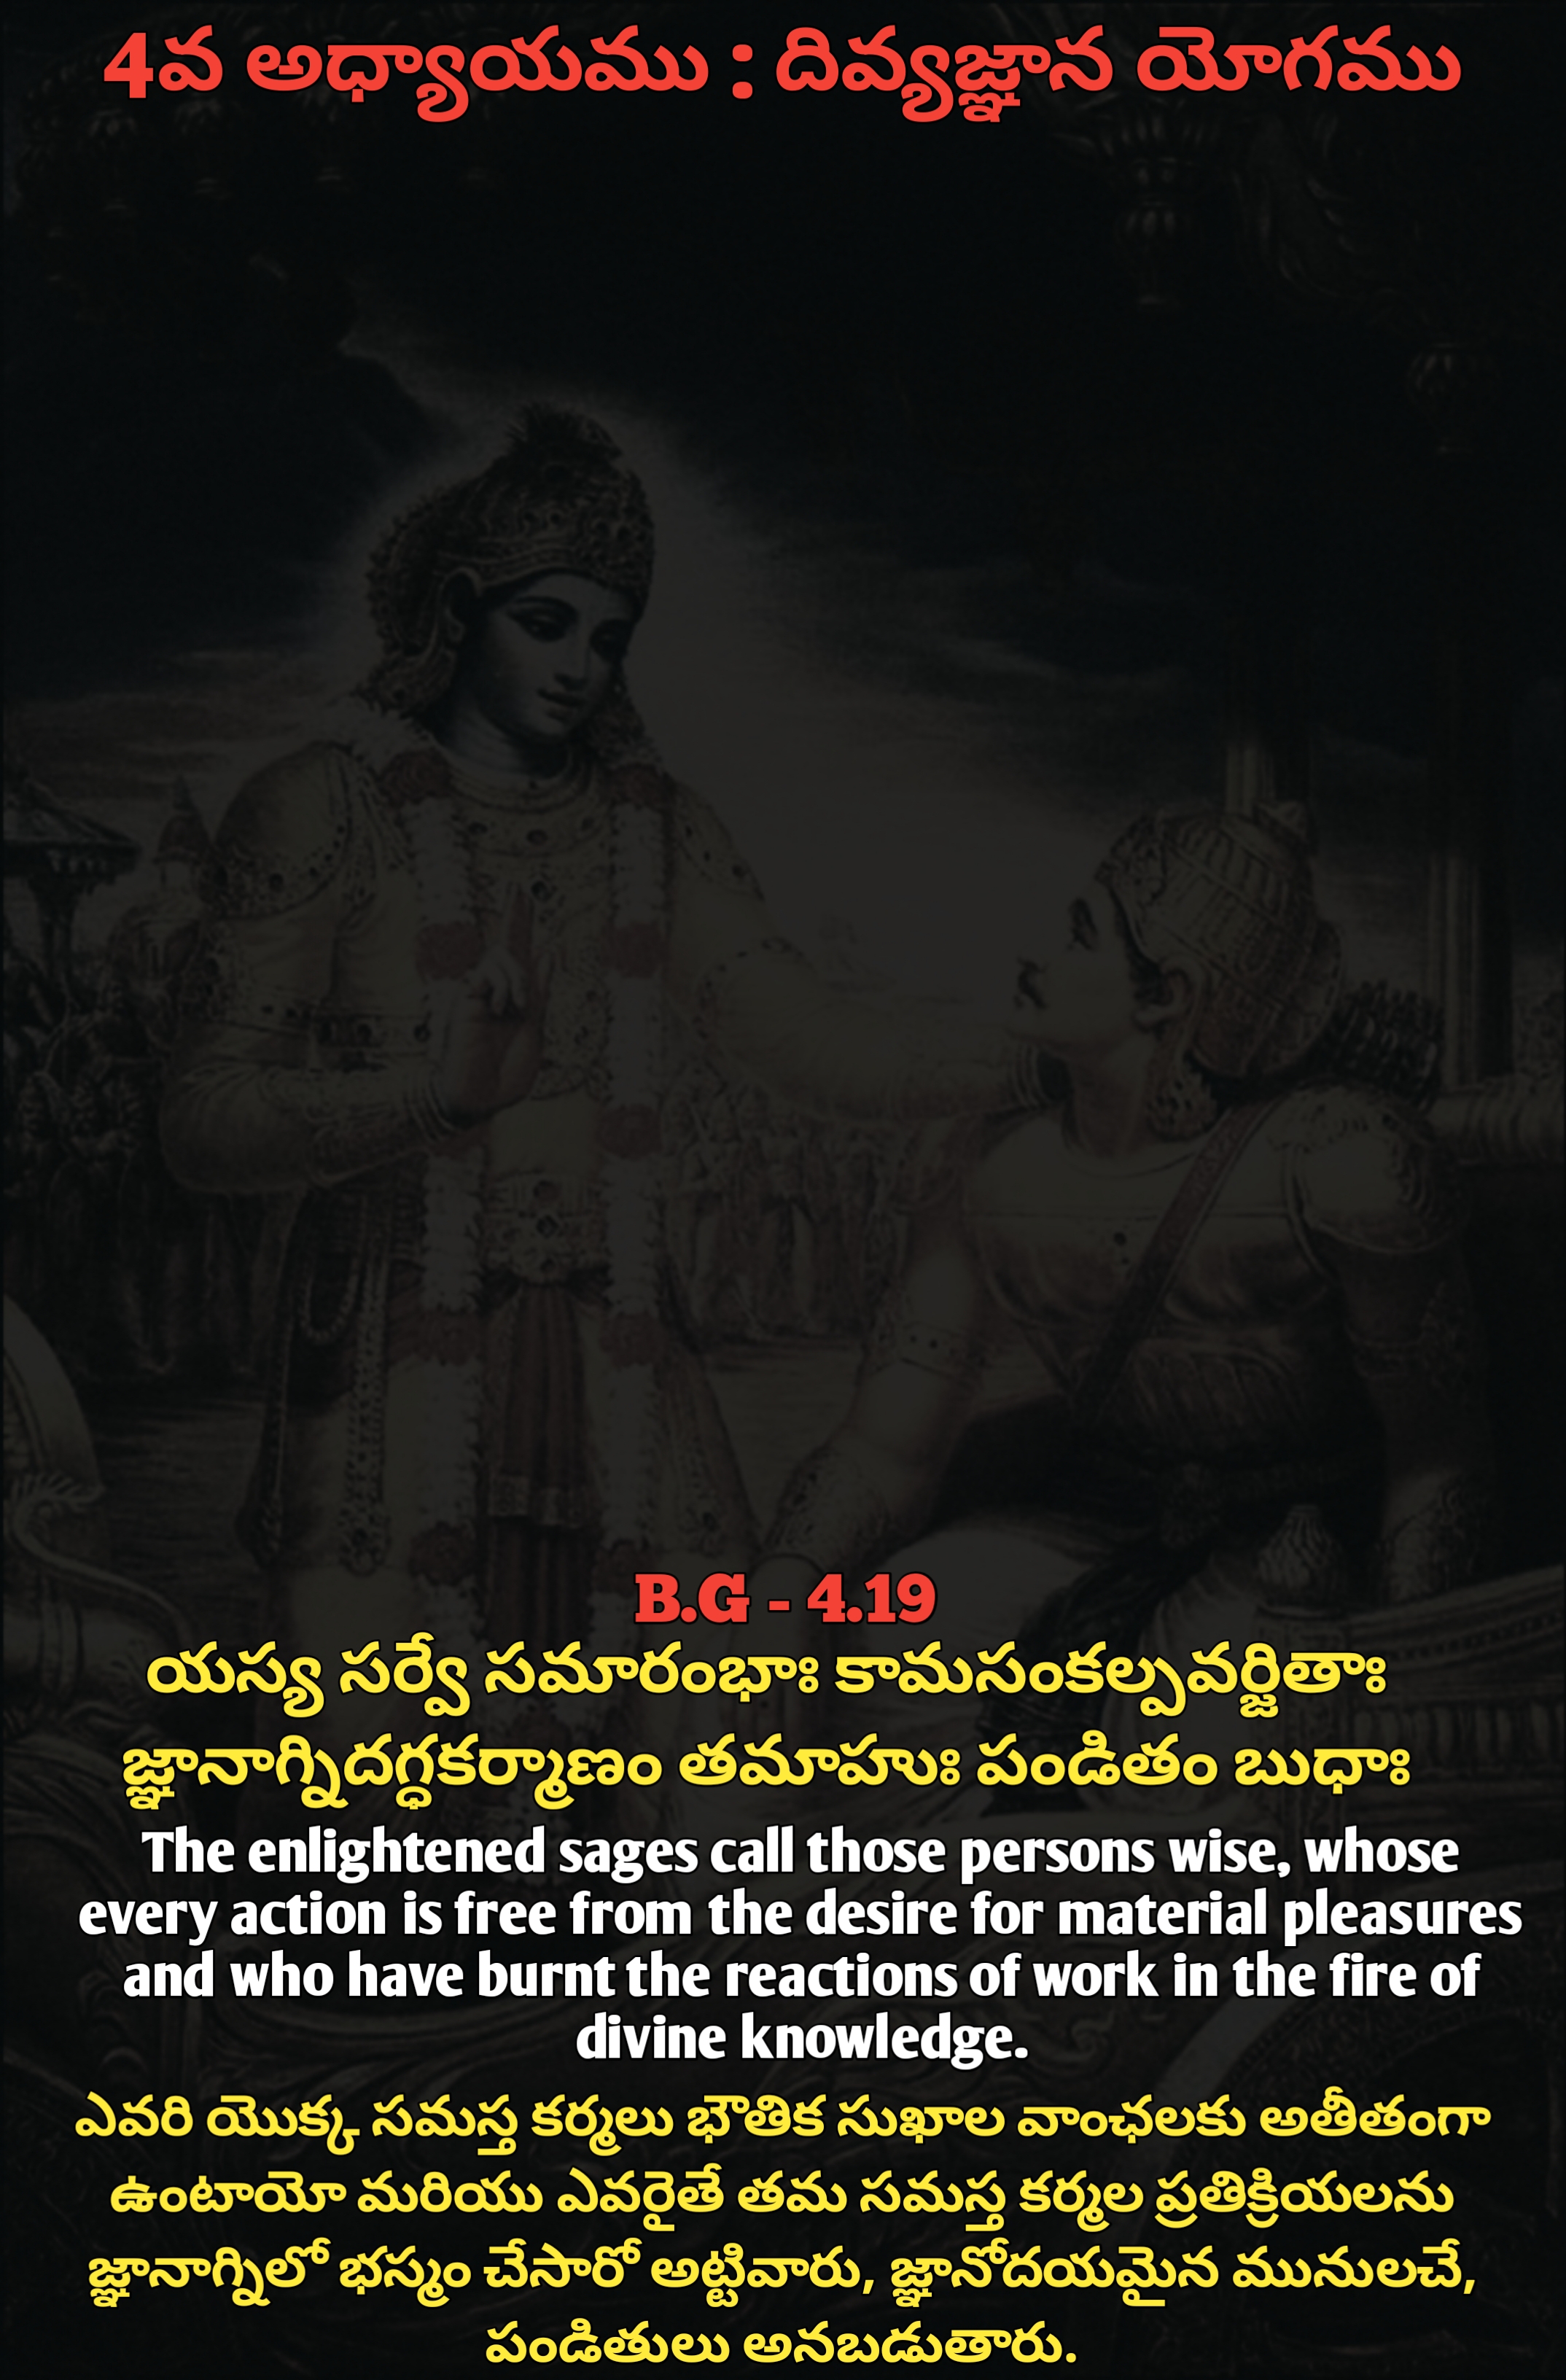 4వ అధ్యాయము : దివ్యజ్ఞాన యోగము
B.G - 4.19
యస్య సర్వే సమారంభాః కామసంకల్పవర్జితాః
జ్ఞానాగ్నిదగ్ధకర్మాణం తమాహుః పండితం బుధాః
The enlightened sages call those persons wise, whose
every action is free from the desire for material pleasures
and who have burnt the reactions of work in the fire of
divine knowledge.
ఎవరి యొక్క సమస్త కర్మలు భౌతిక సుఖాల వాంఛలకు అతీతంగా
ఉంటాయో మరియు ఎవరైతే తమ సమస్త కర్మల ప్రతిక్రియలను
జ్ఞానాగ్నిలో భస్మం చేసారో అట్టివారు, జ్ఞానోదయమైన మునులచే,
పండితులు అనబడుతారు.